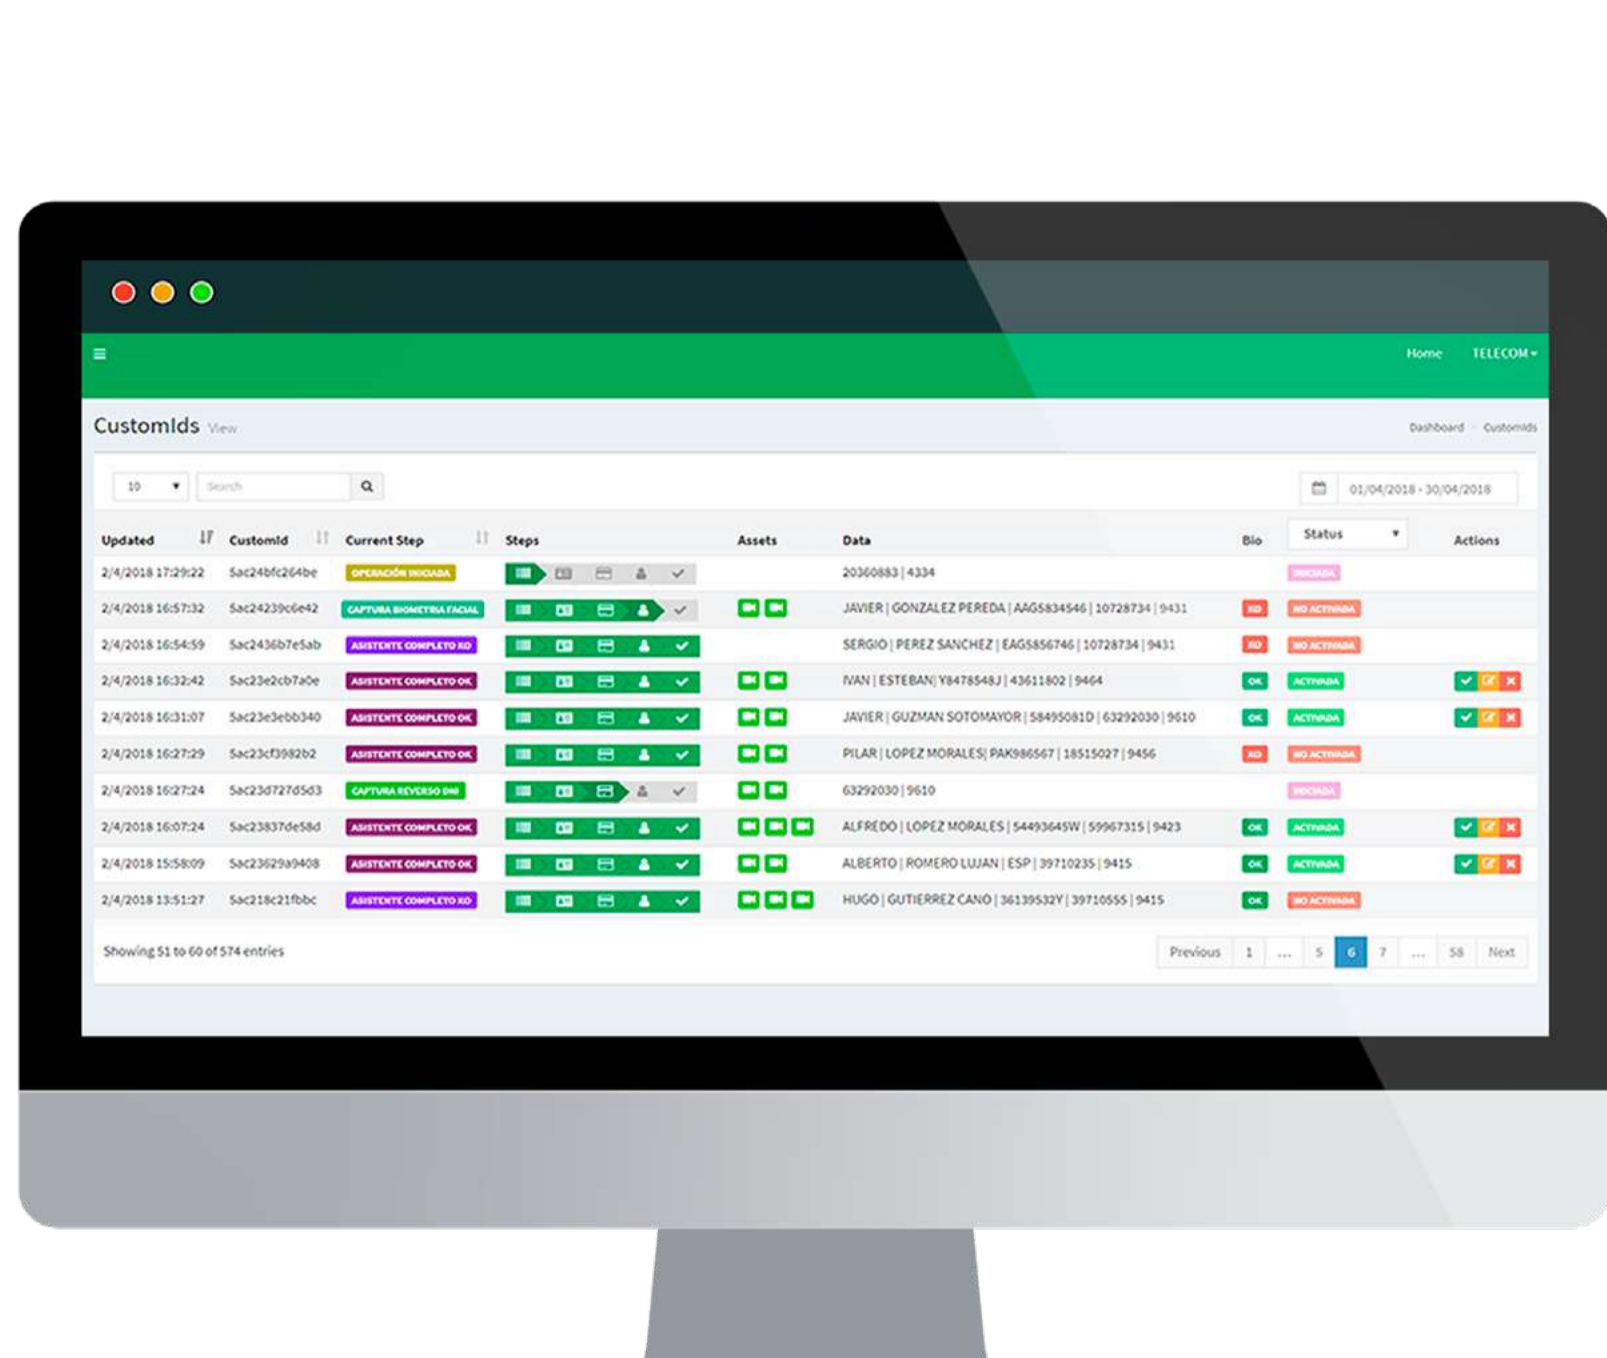 Home TELECOM
CustomIds View
Dashboard CustomIds
10 Search 01/04/2018 - 30/04/2018
Updated CustomId Current Step Steps Assets Data Bio Status Actions
2/4/2018 17:29:22 5ac24bfc264be OPERACIÓN INICIADA 20360883 | 4334 INICIADA
2/4/2018 16:57:32 5ac24239c6e42 CAPTURA BIOMETRIA FACIAL JAVIER | GONZALEZ PEREDA | AAG5834546 | 10728734 | 9431 KO NO ACTIVADA
2/4/2018 16:54:59 5ac2436b7e5ab ASISTENTE COMPLETO KO SERGIO | PEREZ SANCHEZ | EAG5856746 | 10728734 | 9431 KO NO ACTIVADA
2/4/2018 16:32:42 5ac23e2cb7a0e ASISTENTE COMPLETO OK IVAN | ESTEBAN| Y8478548J | 43611802 | 9464 OK ACTIVADA
2/4/2018 16:31:07 5ac23e3ebb340 ASISTENTE COMPLETO OK JAVIER | GUZMAN SOTOMAYOR | 58495081D | 63292030 | 9610 OK ACTIVADA
2/4/2018 16:27:29 5ac23cf3982b2 ASISTENTE COMPLETO OK PILAR | LOPEZ MORALES| PAK986567 | 18515027 | 9456 KO NO ACTIVADA
2/4/2018 16:27:24 5ac23d727d5d3 CAPTURA REVERSO DNI 63292030 | 9610 INICIADA
2/4/2018 16:07:24 5ac23837de58d ASISTENTE COMPLETO OK ALFREDO | LOPEZ MORALES | 54493645W | 59967315 | 9423 OK ACTIVADA
2/4/2018 15:58:09 5ac23629a9408 ASISTENTE COMPLETO OK ALBERTO | ROMERO LUJAN | ESP | 39710235 | 9415 OK ACTIVADA
2/4/2018 13:51:27 5ac218c21fbbc ASISTENTE COMPLETO KO HUGO | GUTIERREZ CANO | 36139532Y | 39710555 | 9415 OK NO ACTIVADA
Showing 51 to 60 of 574 entries Previous 1 ... 5 6 7 ... 58 Next